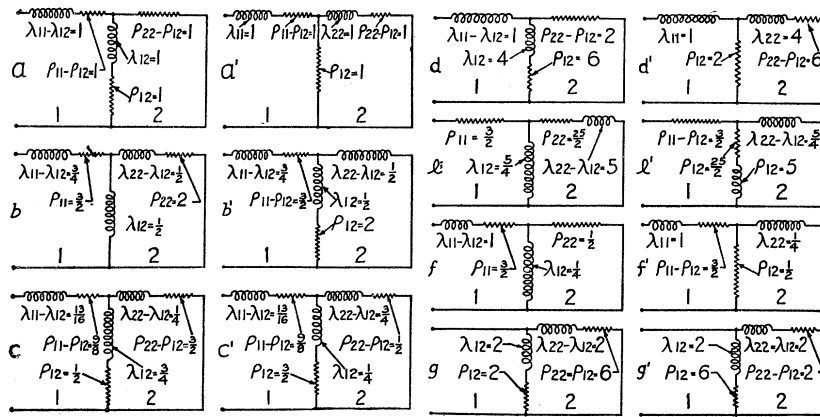 λ11-λ12=1 ρ22-ρ12=1
λ12=1
ρ11-ρ12=1
a
ρ12=1
1 2
λ11=1 ρ11-ρ12=1 λ22=1 ρ22-ρ12=1
a'
ρ12=1
1 2
λ11-λ12=3/4 λ22-λ12=1/2
b
ρ11=3/2 ρ22=2
λ12=1/2
1 2
λ11-λ12=3/4 λ22-λ12=1/2
b'
ρ11-ρ12=3/2 λ12=1/2
ρ12=2
1 2
λ11-λ12=13/16 λ22-λ12=1/4
c
ρ11-ρ12=3/8 ρ22-ρ12=3/2
ρ12=1/2 λ12=3/4
1 2
λ11-λ12=13/16 λ22-λ12=3/4
c'
ρ11-ρ12=3/8 ρ22-ρ12=1/2
ρ12=3/2 λ12=1/4
1 2
λ11-λ12=1 ρ22-ρ12=2
d
λ12=4 ρ12=6
1 2
λ11=1 λ22=4
d'
ρ12=2 ρ22-ρ12=6
1 2
ρ11=3/2 ρ22=25/2
λ12=5/4 λ22-λ12=5
1 2
ρ11-ρ12=3/2 λ22-λ12=5/4
ρ12=25/2 ρ12=5
1 2
λ11-λ12=1 ρ22=1/2
f
ρ11=3/2 λ12=1/4
1 2
λ11=1 λ22=1/4
f'
ρ11-ρ12=3/2 ρ12=1/2
1 2
λ12=2 λ22-λ12=2
g
ρ12=2 ρ22=ρ12=6
1 2
λ12=2 λ22=λ12=2
g'
ρ12=6 ρ22-ρ12=2
1 2